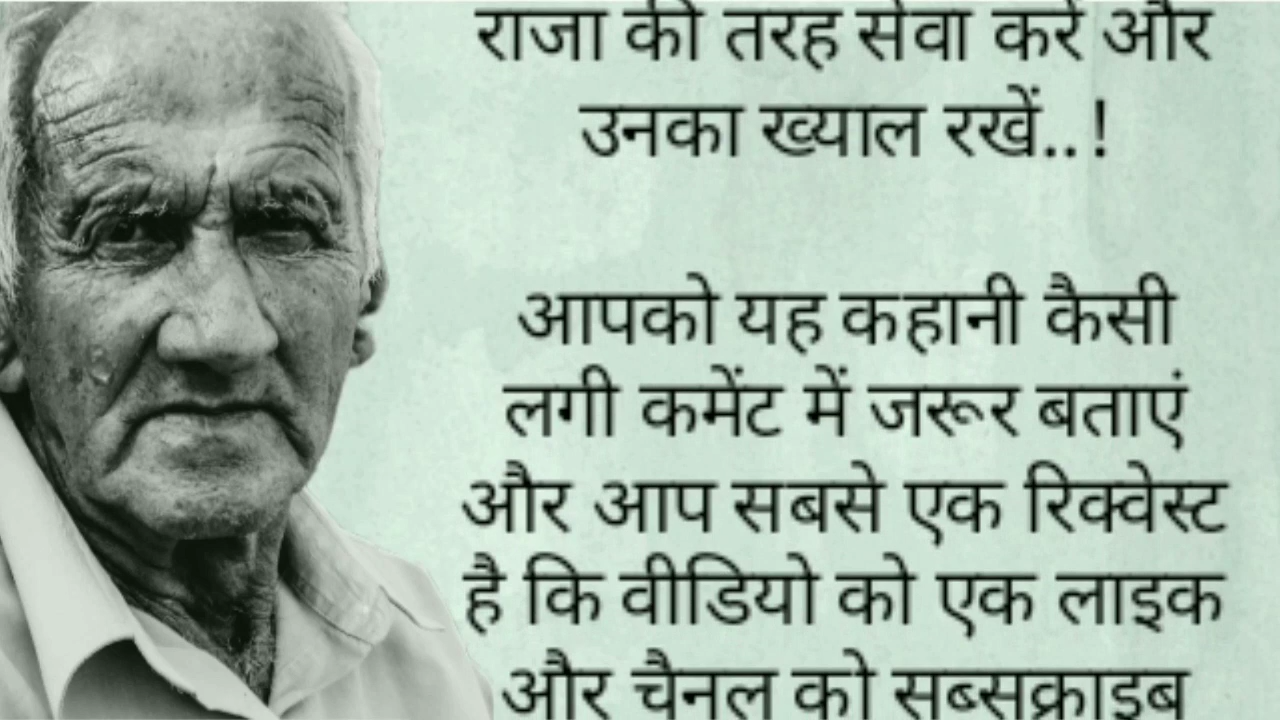 राजा की तरह सेवा करें और
उनका ख्याल रखें..!
आपको यह कहानी कैसी
लगी कमेंट में जरूर बताएं
और आप सबसे एक रिक्वेस्ट
है कि वीडियो को एक लाइक
और चैनल को सब्सक्राइब